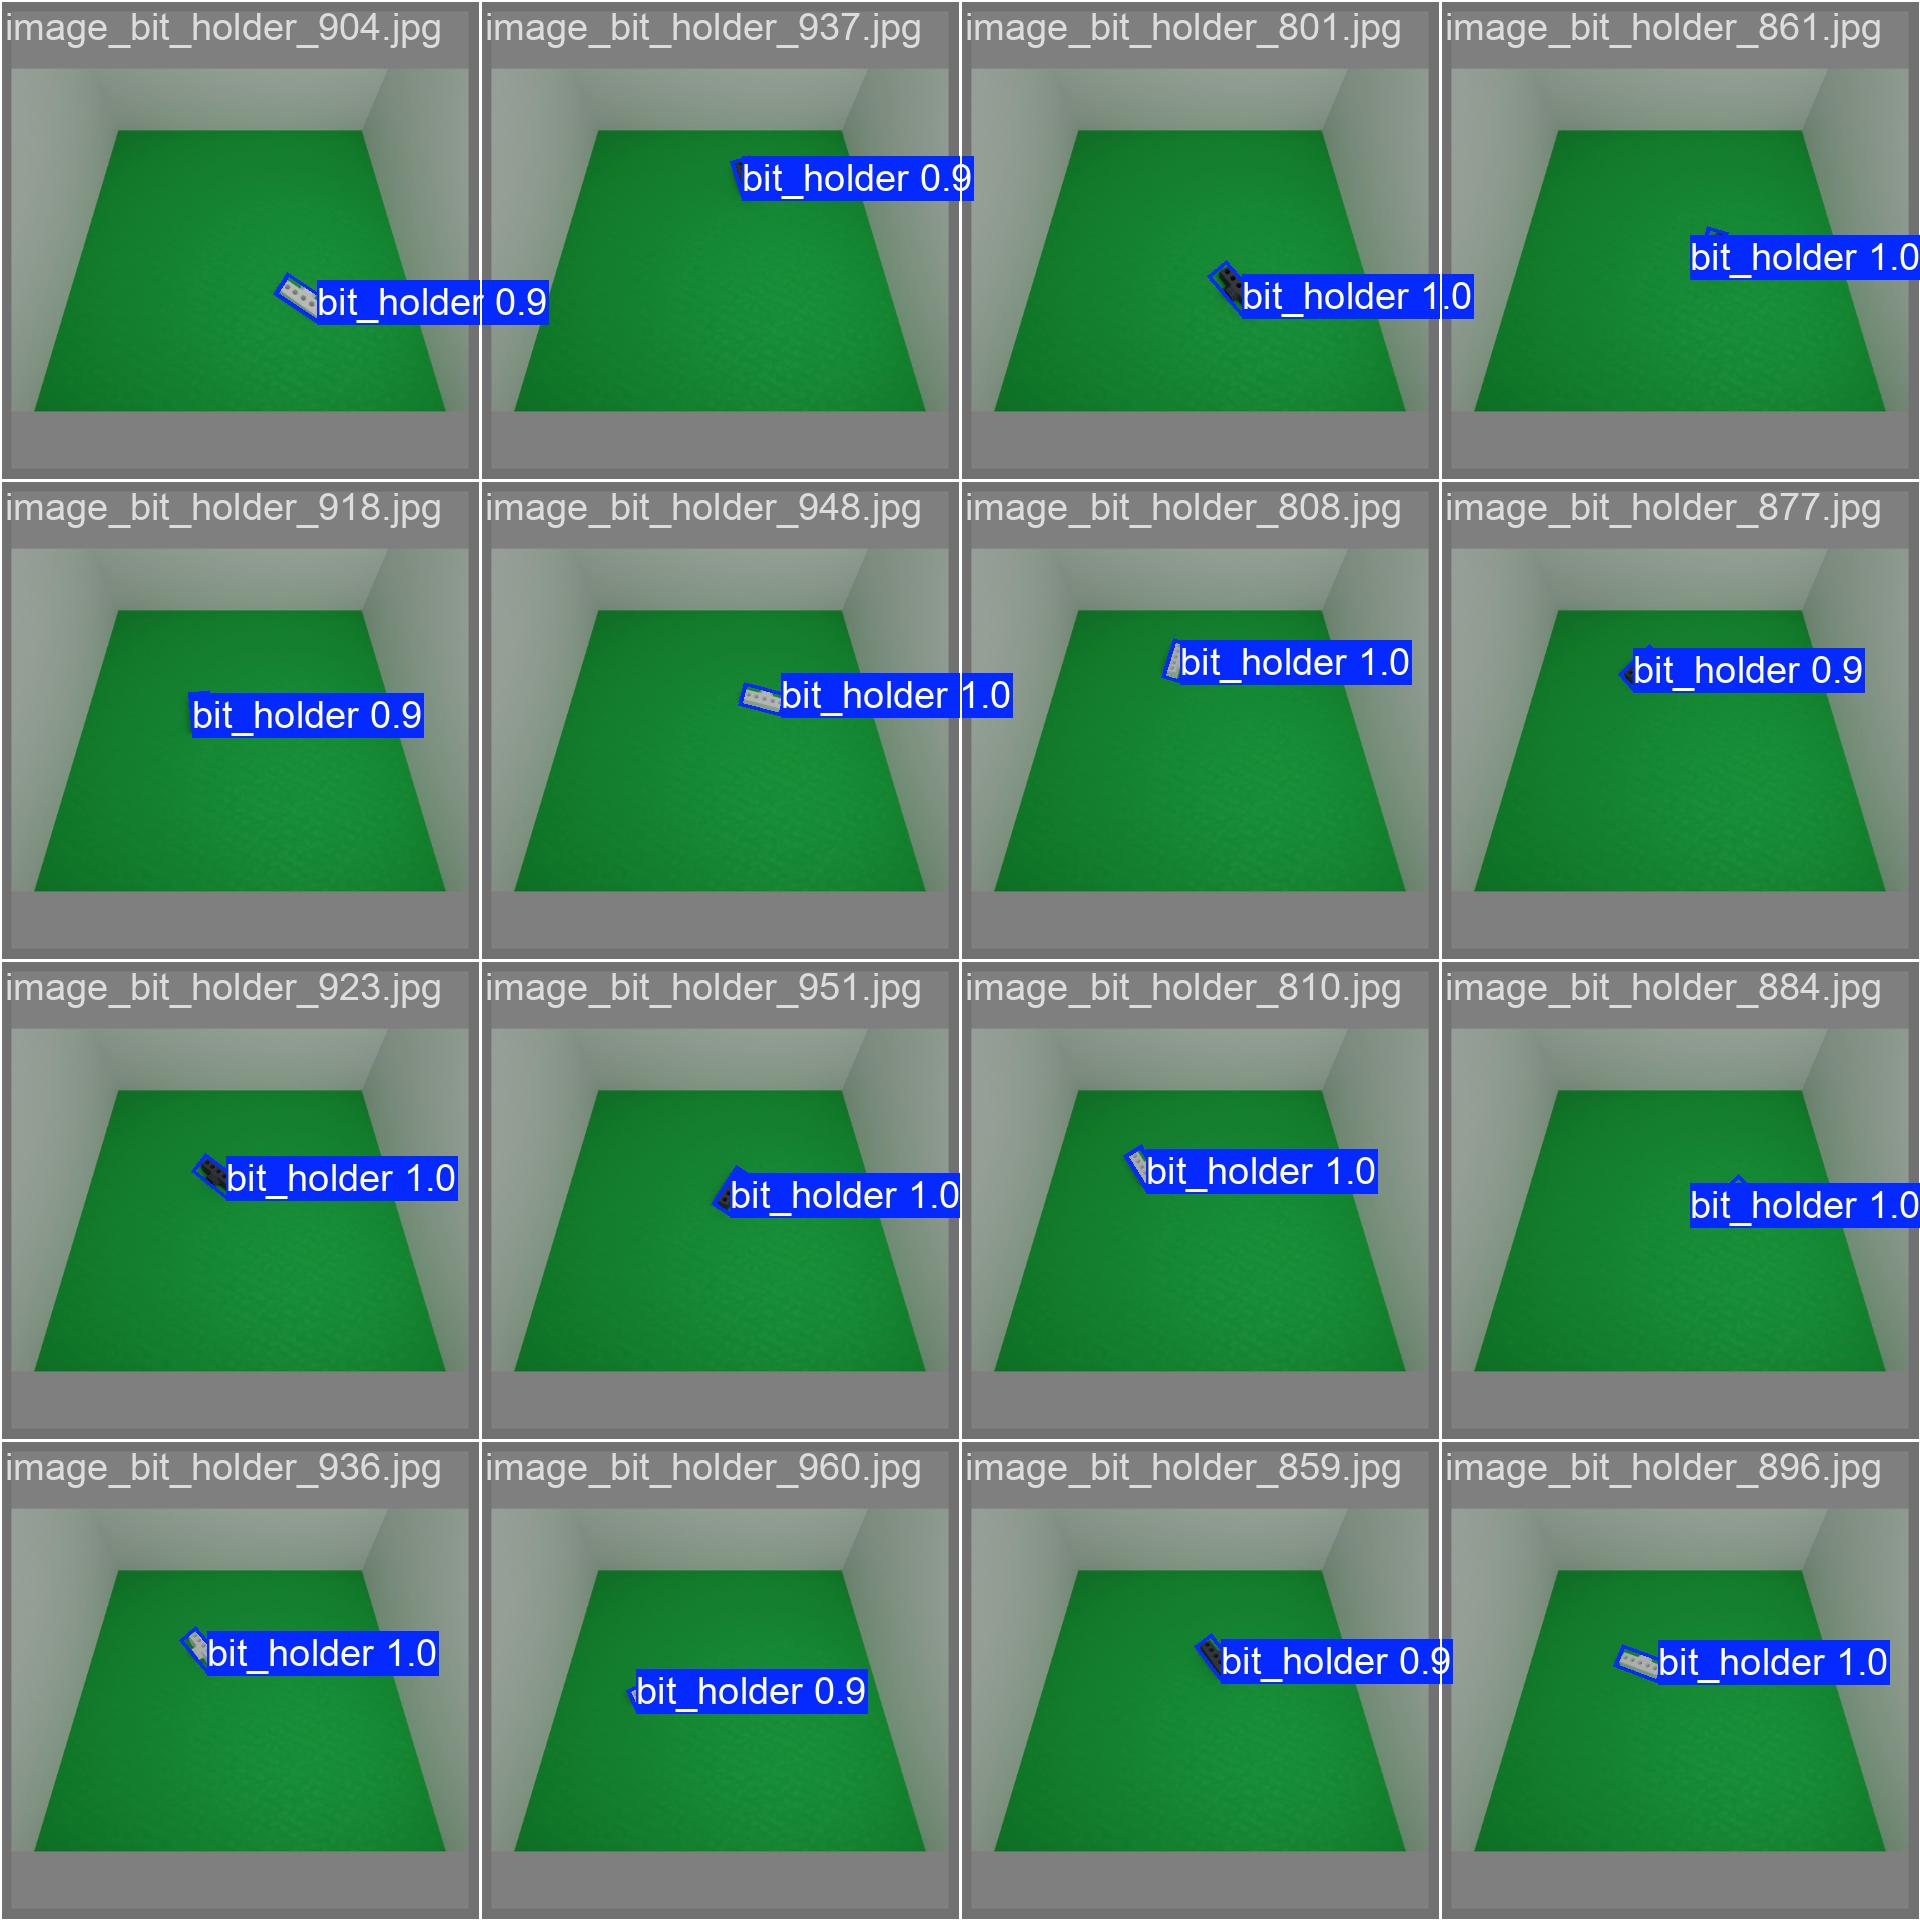 image_bit_holder_904.jpg
bit_holder 0.9
image_bit_holder_937.jpg
bit_holder 0.9
image_bit_holder_801.jpg
bit_holder 1.0
image_bit_holder_861.jpg
bit_holder 1.0
image_bit_holder_918.jpg
bit_holder 0.9
image_bit_holder_948.jpg
bit_holder 1.0
image_bit_holder_808.jpg
bit_holder 1.0
image_bit_holder_877.jpg
bit_holder 0.9
image_bit_holder_923.jpg
bit_holder 1.0
image_bit_holder_951.jpg
bit_holder 1.0
image_bit_holder_810.jpg
bit_holder 1.0
image_bit_holder_884.jpg
bit_holder 1.0
image_bit_holder_936.jpg
bit_holder 1.0
image_bit_holder_960.jpg
bit_holder 0.9
image_bit_holder_859.jpg
bit_holder 0.9
image_bit_holder_896.jpg
bit_holder 1.0